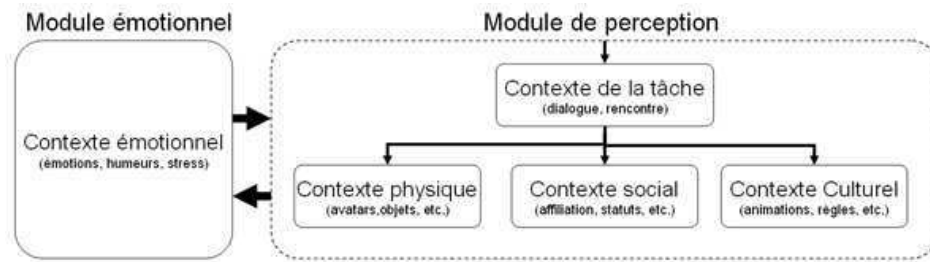 Module émotionnel
Module de perception
Contexte de la tâche
(dialogue, rencontre)
Contexte émotionnel
(émotions, humeurs, stress)
Contexte physique
(avatars,objets, etc.)
Contexte social
(affiliation, statuts, etc.)
Contexte Culturel
(animations, règles, etc.)